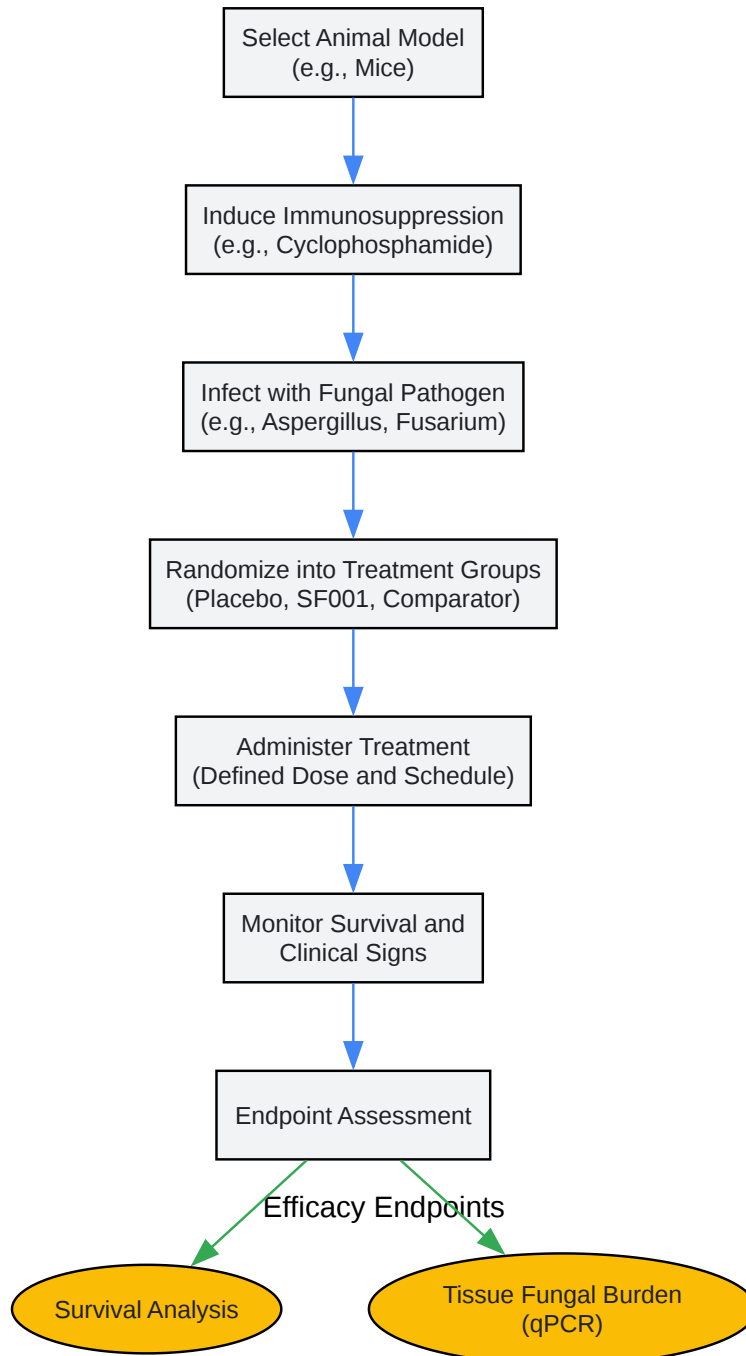 Select Animal Model
(e.g., Mice)
Induce Immunosuppression
(e.g., Cyclophosphamide)
Infect with Fungal Pathogen
(e.g., Aspergillus, Fusarium)
Randomize into Treatment Groups
(Placebo, SF001, Comparator)
Administer Treatment
(Defined Dose and Schedule)
Monitor Survival and
Clinical Signs
Endpoint Assessment
Efficacy Endpoints
Survival Analysis
Tissue Fungal Burden
(qPCR)